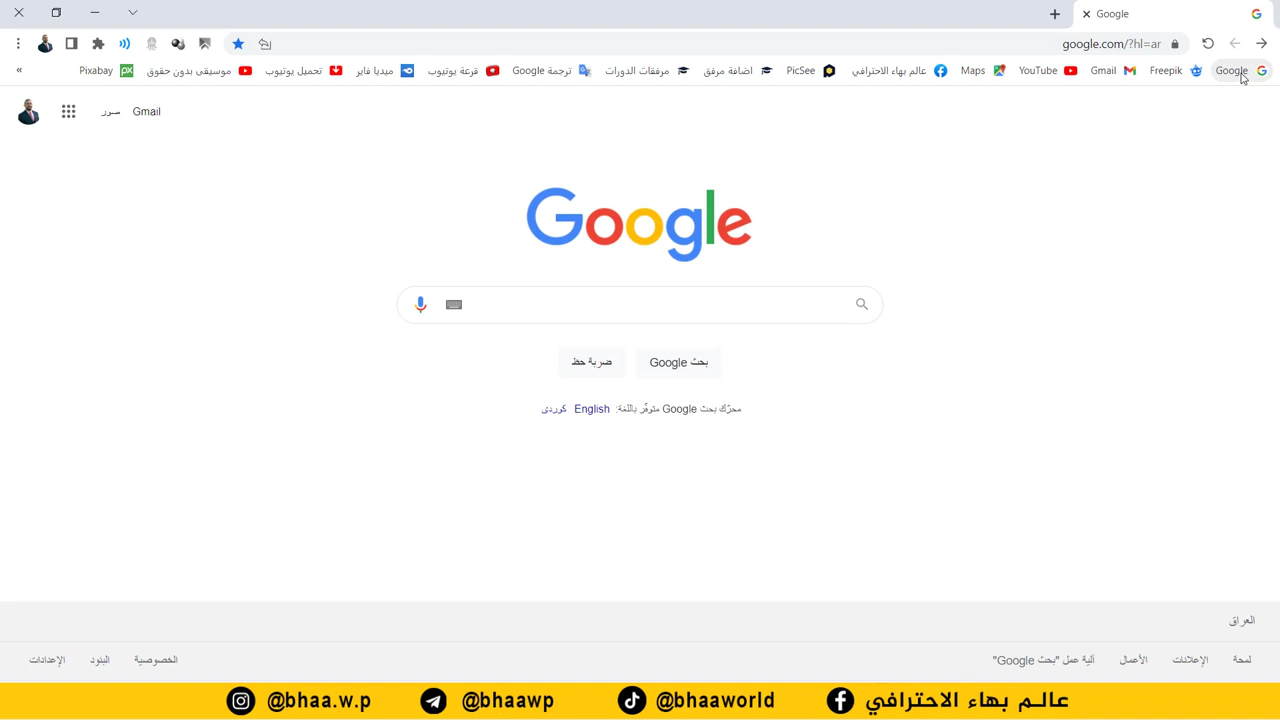 Google
google.com/?hl=ar
Google
Freepik
Gmail
YouTube
Maps
عالم بهاء الاحترافي
PicSee
اضافة مرفق
مرفقات الدورات
ترجمة Google
قرعة يوتيوب
ميديا فاير
تحميل يوتيوب
موسيقى بدون حقوق
Pixabay
»
Gmail
صور
Google
بحث Google
ضربة حظ
محرّك بحث Google متوفّر باللغة: English كوردی
العراق
لمحة
الإعلانات
الأعمال
آلية عمل "بحث Google"
الخصوصية
البنود
الإعدادات
@bhaa.w.p
@bhaawp
@bhaaworld
عالم بهاء الاحترافي